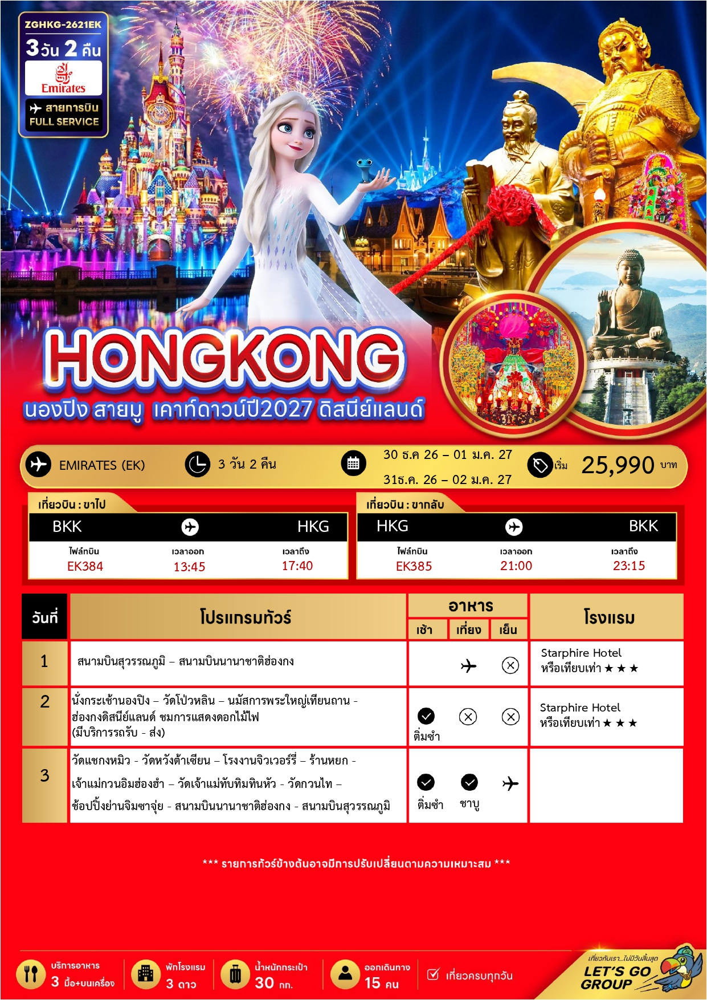 ZGHKG-2621EK
3วัน 2 คืน
Emirates
สายการบิน
FULL SERVICE
HONGKONG
นองปิง สายมู เคาท์ดาวน์ปี2027 ดิสนีย์แลนด์
EMIRATES (EK)
3 วัน 2 คืน
30 ธ.ค 26 – 01 ม.ค. 27
31ธ.ค. 26 – 02 ม.ค. 27
เริ่ม 25,990 บาท
เที่ยวบิน : ขาไป
BKK HKG
ไฟล์ทบิน เวลาออก เวลาถึง
EK384 13:45 17:40
เที่ยวบิน : ขากลับ
HKG BKK
ไฟล์ทบิน เวลาออก เวลาถึง
EK385 21:00 23:15
วันที่ โปรแกรมทัวร์ อาหาร โรงแรม
เช้า เที่ยง เย็น
1
สนามบินสุวรรณภูมิ – สนามบินนานาชาติฮ่องกง
Starphire Hotel
หรือเทียบเท่า ★ ★ ★
2
นั่งกระเช้านองปิง – วัดโป่วหลิน – นมัสการพระใหญ่เทียนถาน -
ฮ่องกงดิสนีย์แลนด์ ชมการแสดงดอกไม้ไฟ
(มีบริการรถรับ - ส่ง)
ติ่มซำ
Starphire Hotel
หรือเทียบเท่า ★ ★ ★
3
วัดแชกงหมิว - วัดหวังต้าเซียน – โรงงานจิวเวอร์รี่ – ร้านหยก -
เจ้าแม่กวนอิมฮ่องฮำ – วัดเจ้าแม่ทับทิมทินหัว - วัดกวนไท –
ช้อปปิ้งย่านจิมซาจุ่ย - สนามบินนานาชาติฮ่องกง - สนามบินสุวรรณภูมิ
ติ่มซำ ชาบู
*** รายการทัวร์ข้างต้นอาจมีการปรับเปลี่ยนตามความเหมาะสม ***
บริการอาหาร
3 มื้อ+บนเครื่อง
พักโรงแรม
3 ดาว
น้ำหนักกระเป๋า
30 กก.
ออกเดินทาง
15 คน
เที่ยวครบทุกวัน
เที่ยวกับเรา...ไม่มีวันสิ้นสุด
LET'S GO
GROUP